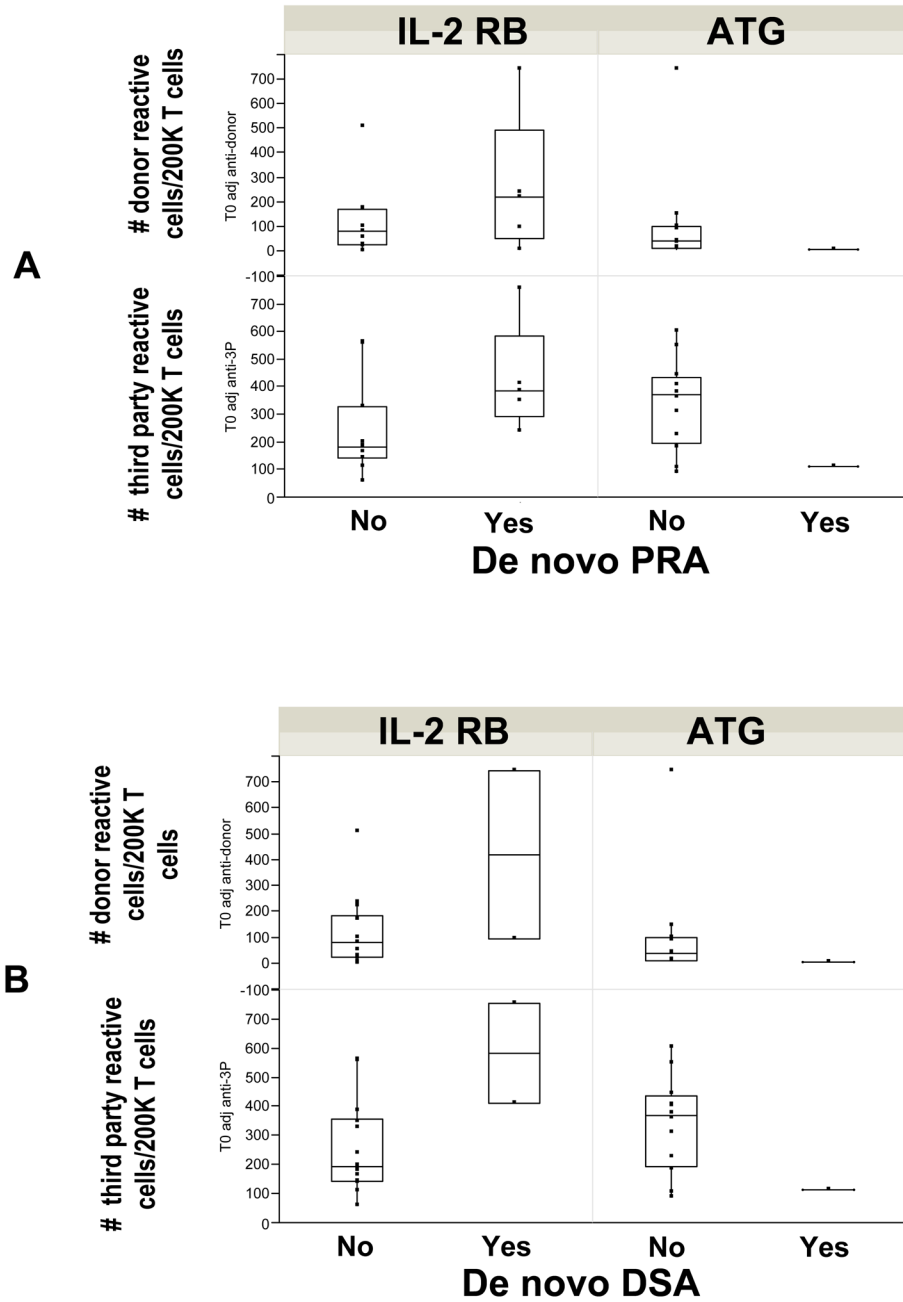 IL-2 RB ATG
# donor reactive
cells/200K T cells
T0 adj anti-donor
700
600
500
400
300
200
100
0
-100
A
# third party reactive
cells/200K T cells
T0 adj anti-3P
700
600
500
400
300
200
100
0
No Yes No Yes
De novo PRA
IL-2 RB ATG
# donor reactive
cells/200K T
cells
T0 adj anti-donor
700
600
500
400
300
200
100
0
-100
B
# third party reactive
cells/200K T cells
T0 adj anti-3P
700
600
500
400
300
200
100
0
No Yes No Yes
De novo DSA